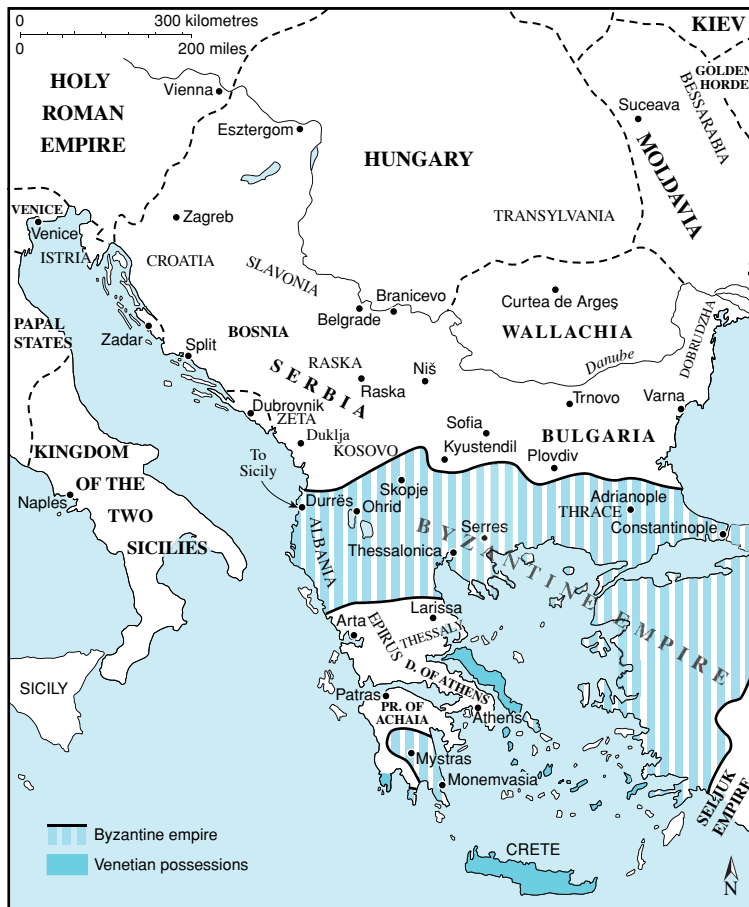 0 300 kilometres
0 200 miles
KIEV
GOLDEN
HORDE
BESSARABIA
HOLY
ROMAN
EMPIRE
Vienna
Esztergom
Suceava
MOLDAVIA
HUNGARY
TRANSYLVANIA
VENICE
Venice
ISTRIA
Zagreb
CROATIA
SLAVONIA
Belgrade
Branicevo
Curtea de Argeş
WALLACHIA
Danube
DOBRUDZHA
PAPAL
STATES
Zadar
Split
BOSNIA
RASKA
Raska
SERBIA
Niš
Trnovo
Varna
Dubrovnik
ZETA
Duklja
KOSOVO
Sofia
Kyustendil
BULGARIA
Plovdiv
To
Sicily
KINGDOM
OF THE
TWO
SICILIES
Naples
Durrës
Ohrid
Skopje
ALBANIA
Adrianople
THRACE
Constantinople
Serres
Thessalonica
BYZANTINE EMPIRE
Larissa
Arta
EPIRUS
THESSALY
D. OF ATHENS
Patras
PR. OF
ACHAIA
Athens
Mystras
Monemvasia
SICILY
SELJUK
EMPIRE
CRETE
N
Byzantine empire
Venetian possessions